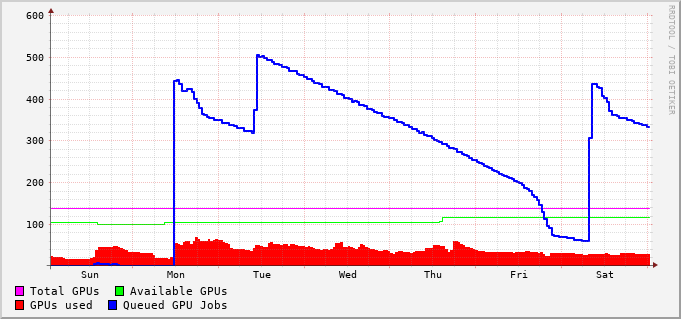 600
500
400
300
200
100
Sun Mon Tue Wed Thu Fri Sat
Total GPUs Available GPUs
GPUs used Queued GPU Jobs
RRDTOOL / TOBI OETIKER